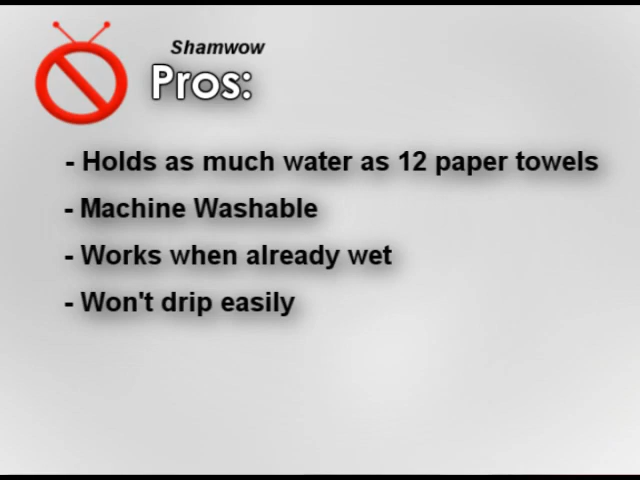 Shamwow
Pros:
- Holds as much water as 12 paper towels
- Machine Washable
- Works when already wet
- Won't drip easily